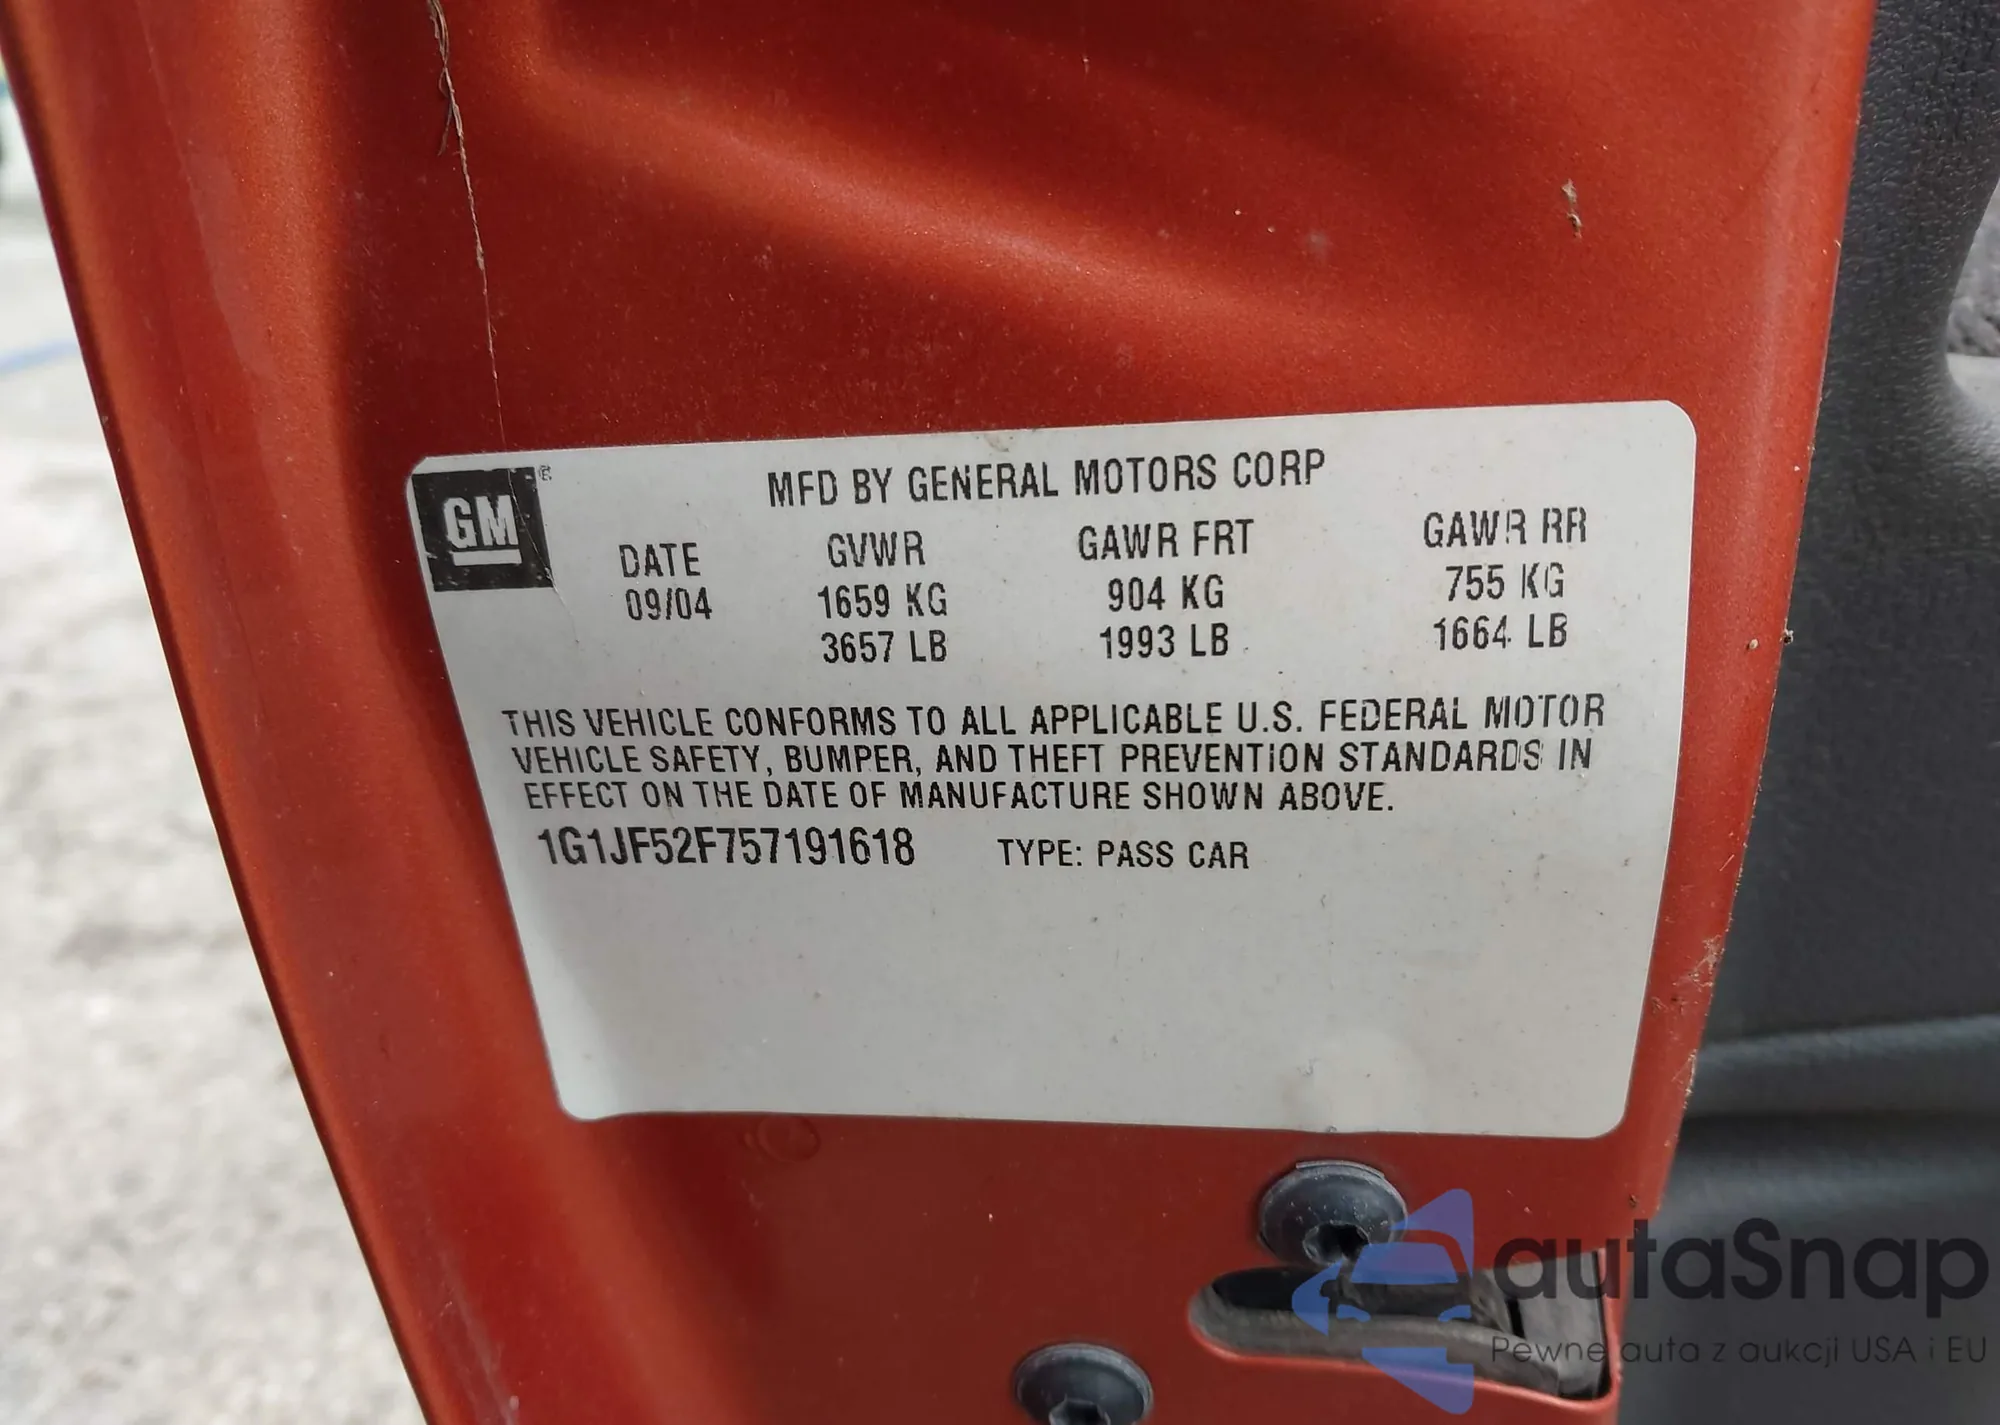 GM
MFD BY GENERAL MOTORS CORP
DATE GVWR GAWR FRT GAWR RR
09/04 1659 KG 904 KG 755 KG
3657 LB 1993 LB 1664 LB
THIS VEHICLE CONFORMS TO ALL APPLICABLE U.S. FEDERAL MOTOR
VEHICLE SAFETY, BUMPER, AND THEFT PREVENTION STANDARDS IN
EFFECT ON THE DATE OF MANUFACTURE SHOWN ABOVE.
1G1JF52F757191618 TYPE: PASS CAR
autaSnap
Pewne auta z aukcji USA i EU